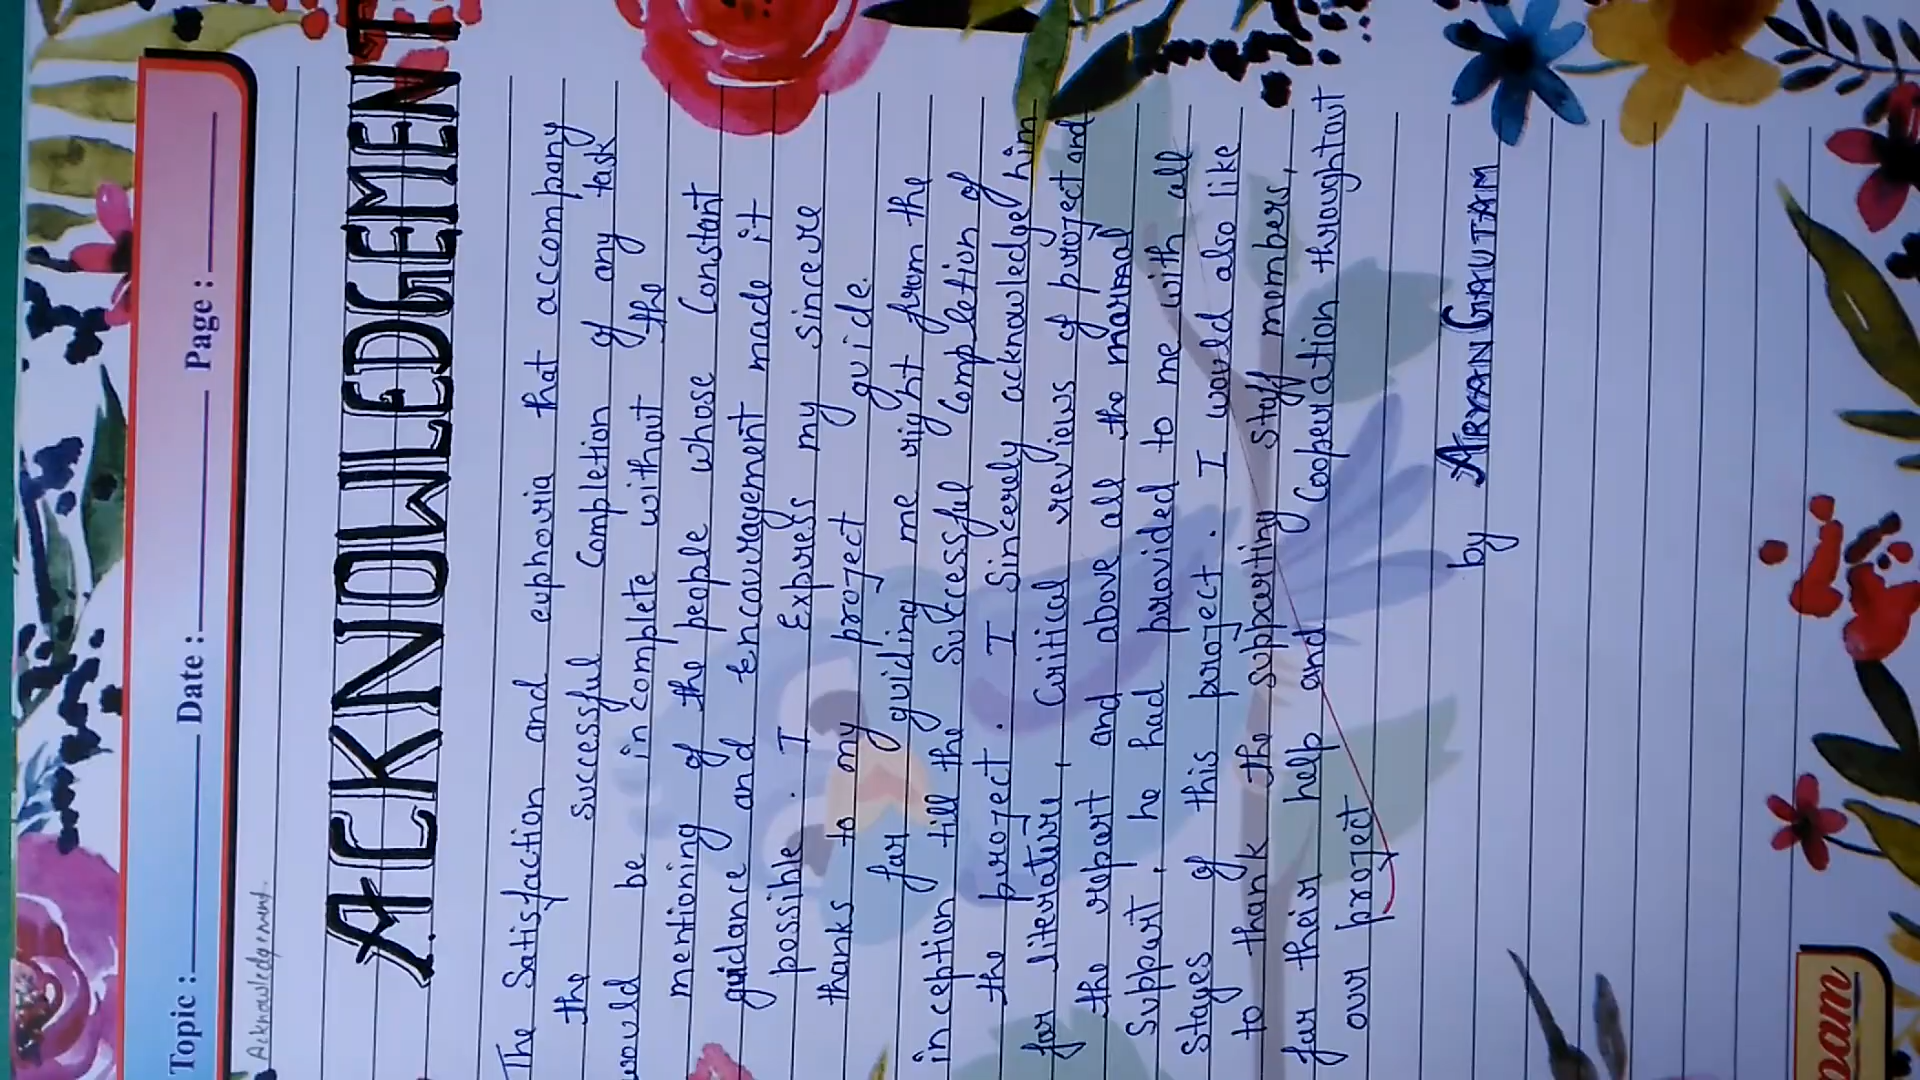 Topic : Date : Page :
Acknowledgement.
ACKNOWLEDGEMENT
The Satisfaction and euphoria that accompany
the successful Completion of any task
would be incomplete without the
mentioning of the people whose Constant
guidance and Encouragement made it
possible. I Express my sincere
thanks to my project guide
for guiding me right from the
inception till the Successful Completion of
the project. I Sincerely acknowledge him
for literature, Critical reviews of project and
the report and above all the marmal
Support, he had provided to me with all
Stages of this project. I would also like
to thank the supporting staff members,
for their help and Cooperation throughtout
our project
by ARYAN GAUTAM